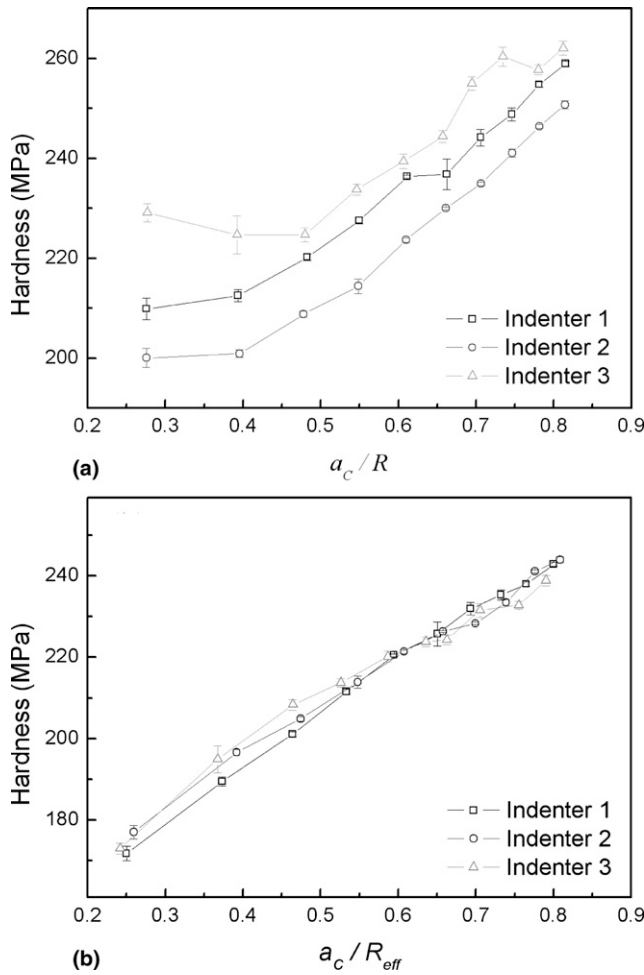 260
240
220
200
Hardness (MPa)
Indenter 1
Indenter 2
Indenter 3
0.2 0.3 0.4 0.5 0.6 0.7 0.8 0.9
(a) a_C / R
240
220
200
180
Hardness (MPa)
Indenter 1
Indenter 2
Indenter 3
0.2 0.3 0.4 0.5 0.6 0.7 0.8 0.9
(b) a_c / R_eff